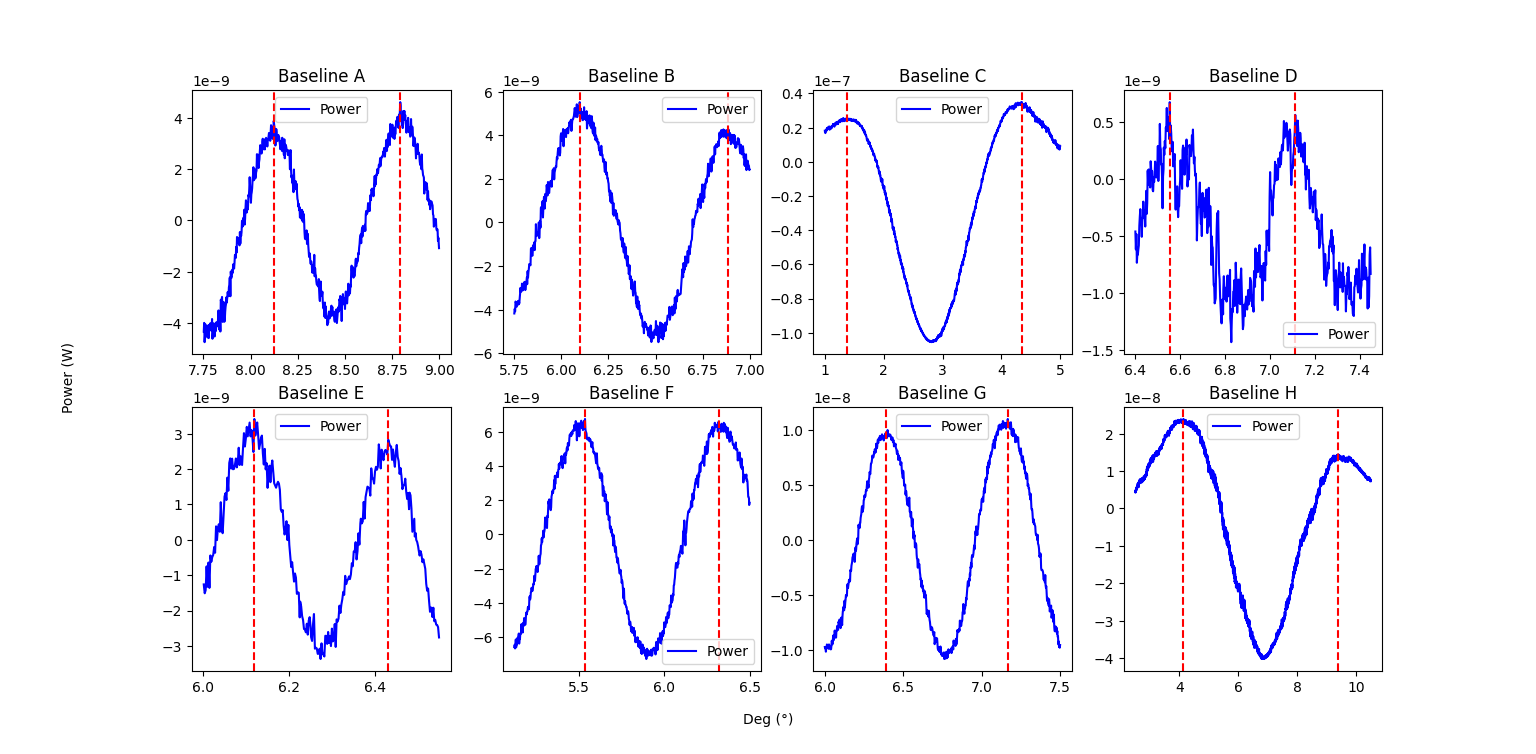 Baseline A
1e−9
Power
4
2
0
−2
−4
7.75 8.00 8.25 8.50 8.75 9.00
Baseline B
1e−9
Power
6
4
2
0
−2
−4
−6
5.75 6.00 6.25 6.50 6.75 7.00
Baseline C
1e−7
Power
0.4
0.2
0.0
−0.2
−0.4
−0.6
−0.8
−1.0
1 2 3 4 5
Baseline D
1e−9
Power
0.5
0.0
−0.5
−1.0
−1.5
6.4 6.6 6.8 7.0 7.2 7.4
Power (W)
Baseline E
1e−9
Power
3
2
1
0
−1
−2
−3
6.0 6.2 6.4
Baseline F
1e−9
Power
6
4
2
0
−2
−4
−6
5.5 6.0 6.5
Baseline G
1e−8
Power
1.0
0.5
0.0
−0.5
−1.0
6.0 6.5 7.0 7.5
Baseline H
1e−8
Power
2
1
0
−1
−2
−3
−4
4 6 8 10
Deg (°)